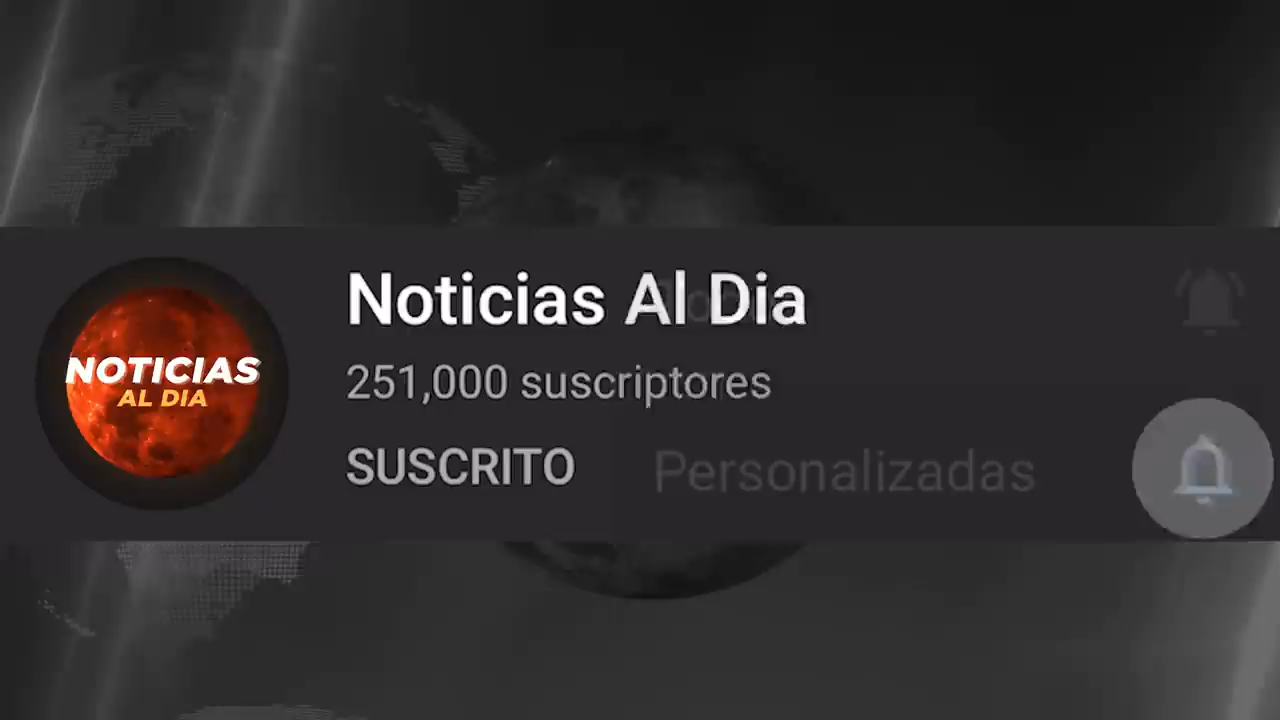 Noticias Al Dia
NOTICIAS
AL DIA
251,000 suscriptores
SUSCRITO
Personalizadas